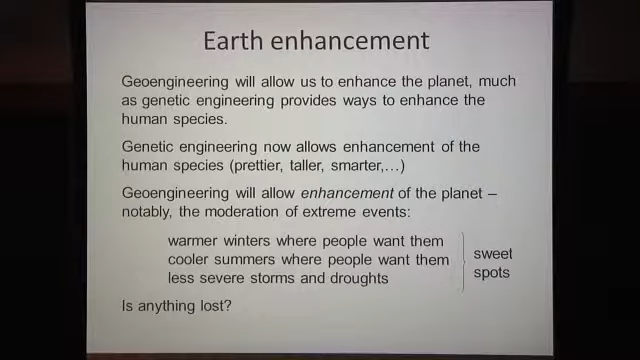 Earth enhancement
Geoengineering will allow us to enhance the planet, much
as genetic engineering provides ways to enhance the
human species.
Genetic engineering now allows enhancement of the
human species (prettier, taller, smarter,…)
Geoengineering will allow enhancement of the planet –
notably, the moderation of extreme events:
warmer winters where people want them
cooler summers where people want them
less severe storms and droughts
sweet
spots
Is anything lost?